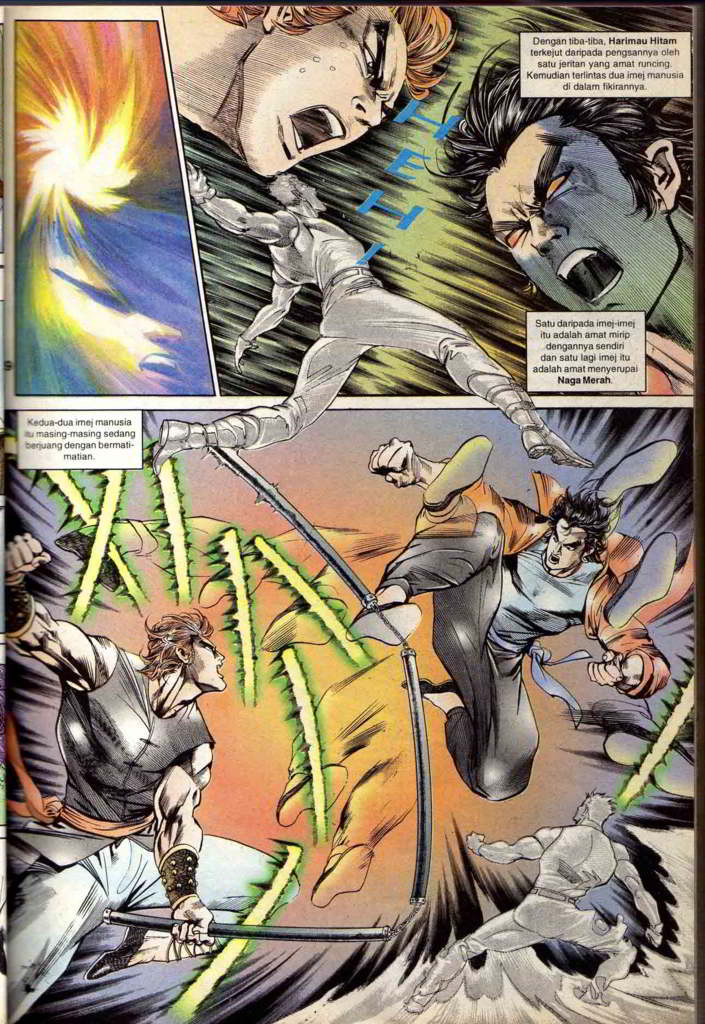 Dengan tiba-tiba, Harimau Hitam
terkejut daripada pengsannya oleh
satu jeritan yang amat runcing.
Kemudian terlintas dua imej manusia
di dalam fikirannya.
HEHI
Satu daripada imej-imej
itu adalah amat mirip
dengannya sendiri
dan satu lagi imej itu
adalah amat menyerupai
Naga Merah.
Kedua-dua imej manusia
itu masing-masing sedang
berjuang dengan bermati-
matian.